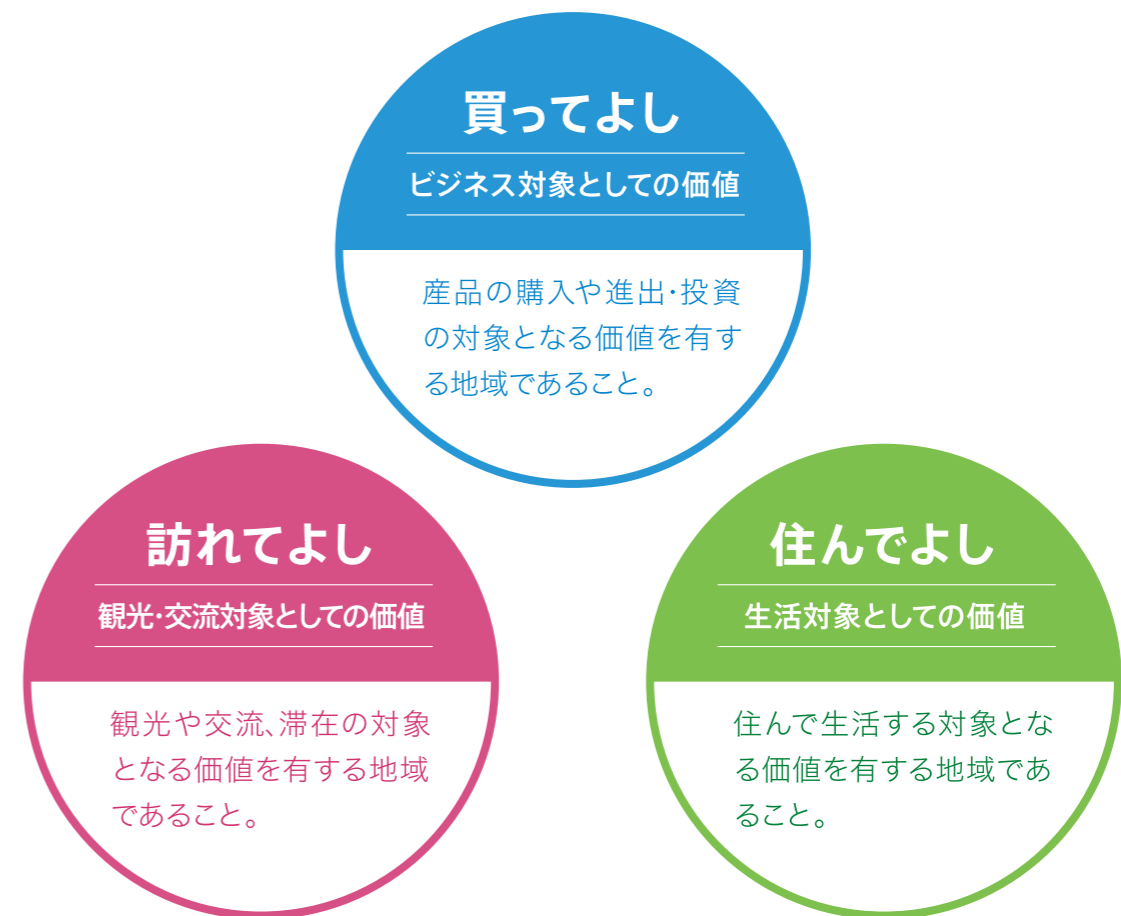 買ってよし
ビジネス対象としての価値
産品の購入や進出・投資
の対象となる価値を有す
る地域であること。
訪れてよし
観光・交流対象としての価値
観光や交流、滞在の対象
となる価値を有する地域
であること。
住んでよし
生活対象としての価値
住んで生活する対象とな
る価値を有する地域であ
ること。